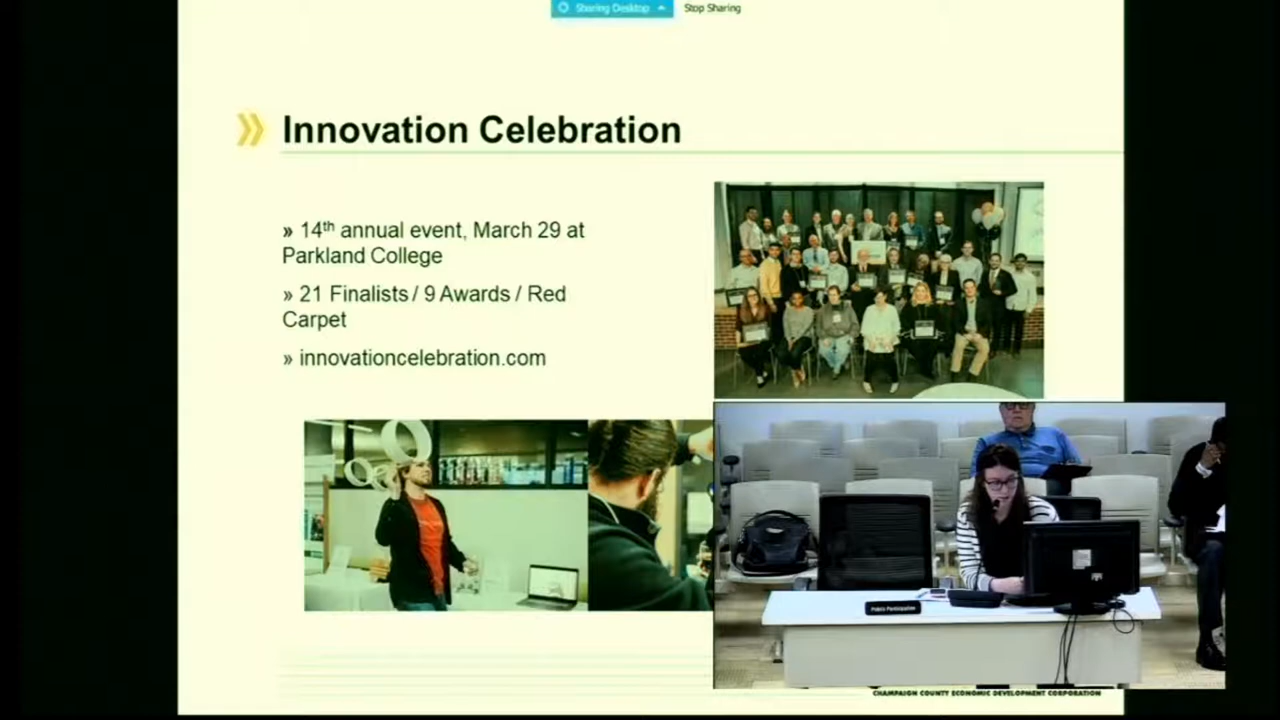 Sharing Desktop
Stop Sharing
Innovation Celebration
» 14th annual event, March 29 at
Parkland College
» 21 Finalists / 9 Awards / Red
Carpet
» innovationcelebration.com
Public Participation
CHAMPAIGN COUNTY ECONOMIC DEVELOPMENT CORPORATION